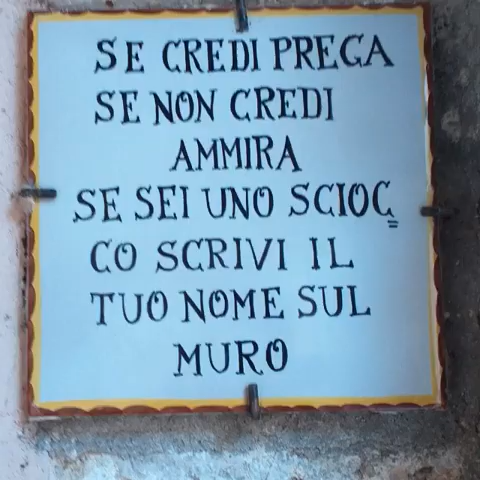 SE CREDI PREGA
SE NON CREDI
AMMIRA
SE SEI UNO SCIOC=
CO SCRIVI IL
TUO NOME SUL
MURO